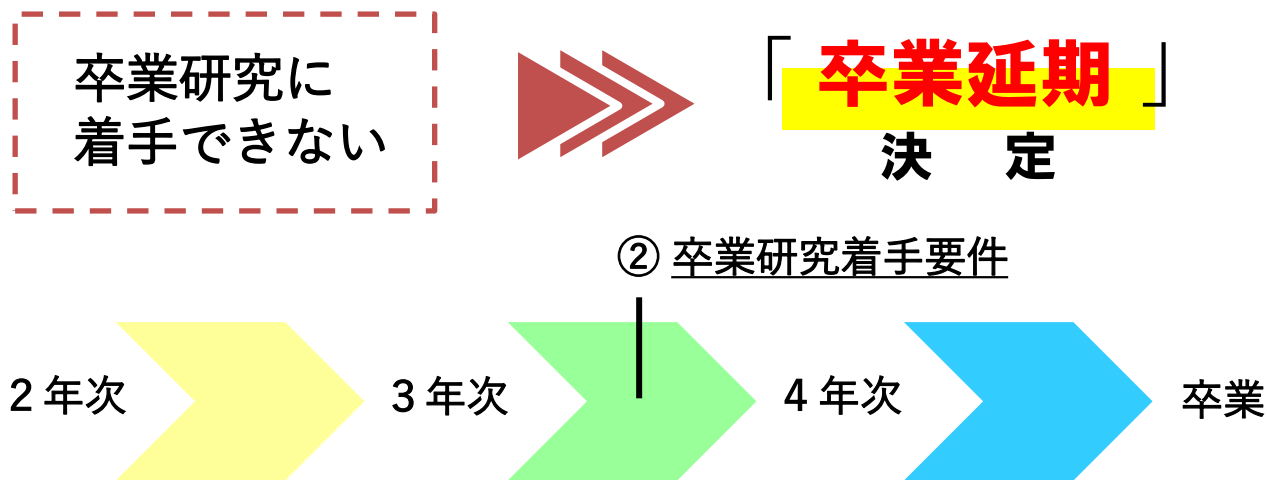 卒業研究に
着手できない
「卒業延期」
決　定
② 卒業研究着手要件
２年次
３年次
４年次
卒業